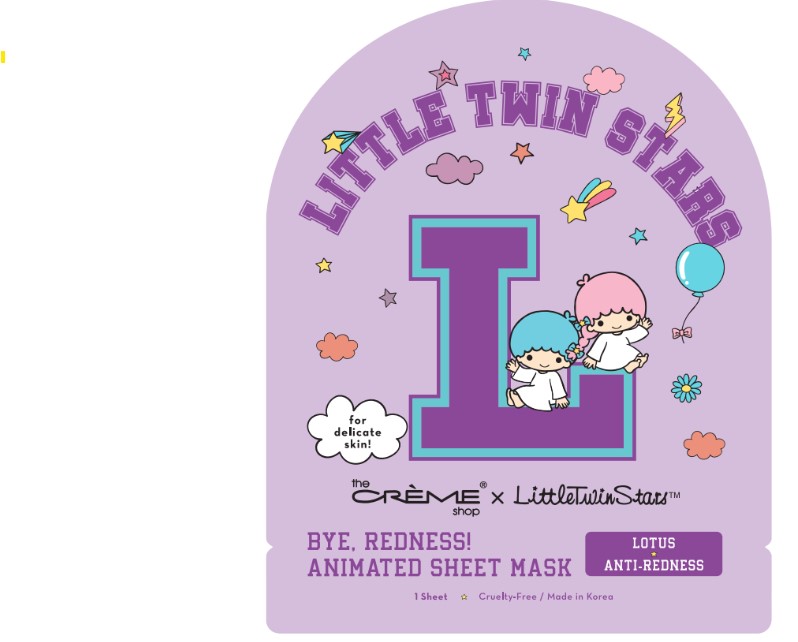 LITTLE TWIN STARS
L
for
delicate
skin!
the CRÈME® shop x LittleTwinStars™
BYE, REDNESS!
ANIMATED SHEET MASK
LOTUS
ANTI-REDNESS
1 Sheet ☆ Cruelty-Free / Made in Korea